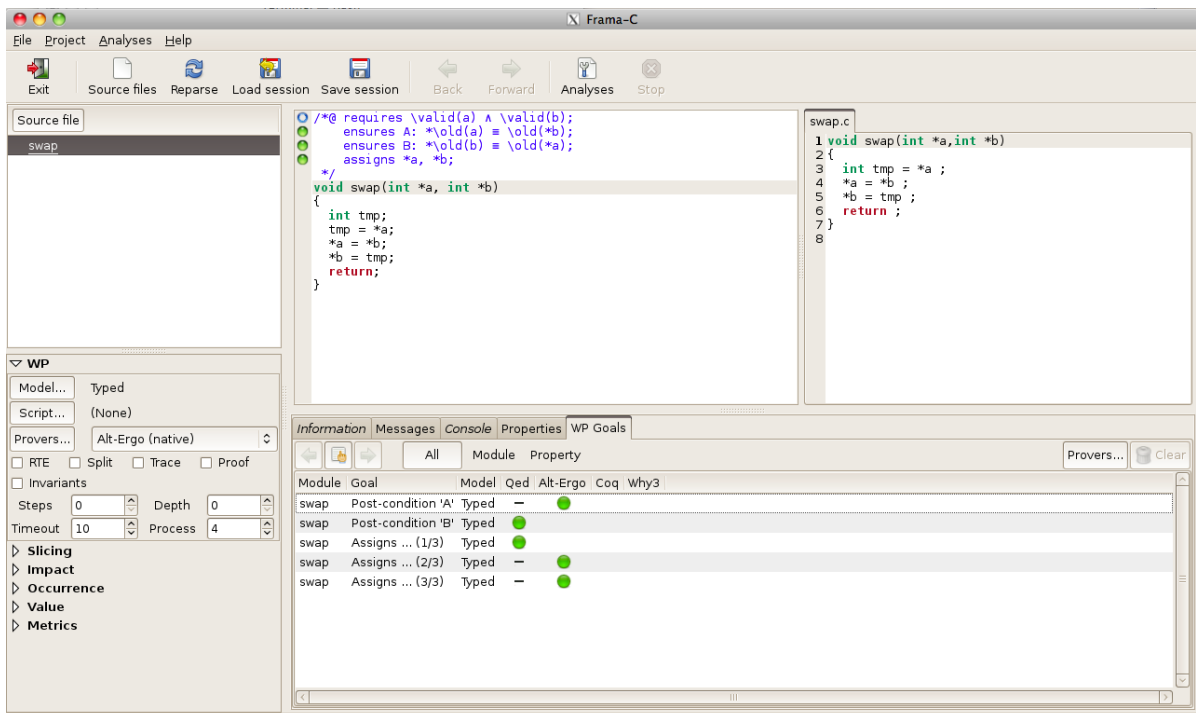 X Frama-C
File Project Analyses Help
Exit Source files Reparse Load session Save session Back Forward Analyses Stop
Source file
swap
/*@ requires \valid(a) ∧ \valid(b);
ensures A: *\old(a) ≡ \old(*b);
ensures B: *\old(b) ≡ \old(*a);
assigns *a, *b;
*/
void swap(int *a, int *b)
{
int tmp;
tmp = *a;
*a = *b;
*b = tmp;
return;
}
swap.c
1 void swap(int *a,int *b)
2 {
3 int tmp = *a ;
4 *a = *b ;
5 *b = tmp ;
6 return ;
7 }
8
WP
Model... Typed
Script... (None)
Provers... Alt-Ergo (native)
RTE Split Trace Proof
Invariants
Steps 0 Depth 0
Timeout 10 Process 4
Slicing
Impact
Occurrence
Value
Metrics
Information Messages Console Properties WP Goals
All Module Property Provers... Clear
Module Goal Model Qed Alt-Ergo Coq Why3
swap Post-condition 'A' Typed –
swap Post-condition 'B' Typed
swap Assigns ... (1/3) Typed
swap Assigns ... (2/3) Typed –
swap Assigns ... (3/3) Typed –